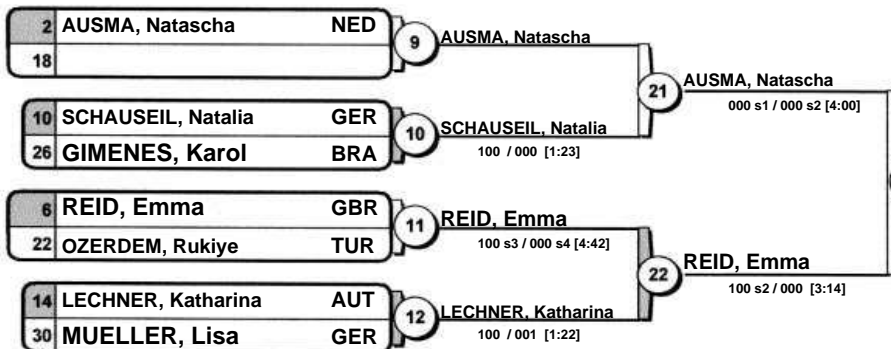 2 AUSMA, Natascha NED
18
9
AUSMA, Natascha
10 SCHAUSEIL, Natalia GER
26 GIMENES, Karol BRA
10
SCHAUSEIL, Natalia
100 / 000 [1:23]
21
AUSMA, Natascha
000 s1 / 000 s2 [4:00]
6 REID, Emma GBR
22 OZERDEM, Rukiye TUR
11
REID, Emma
100 s3 / 000 s4 [4:42]
14 LECHNER, Katharina AUT
30 MUELLER, Lisa GER
12
LECHNER, Katharina
100 / 001 [1:22]
22
REID, Emma
100 s2 / 000 [3:14]